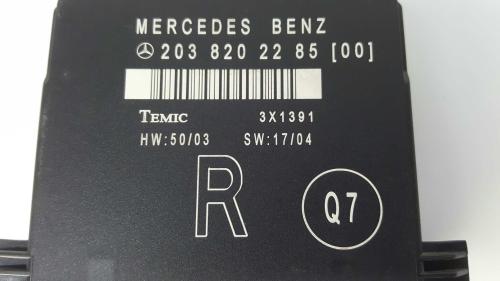 MERCEDES BENZ
203 820 22 85 [00]
TEMIC 3X1391
HW:50/03 SW:17/04
R Q7